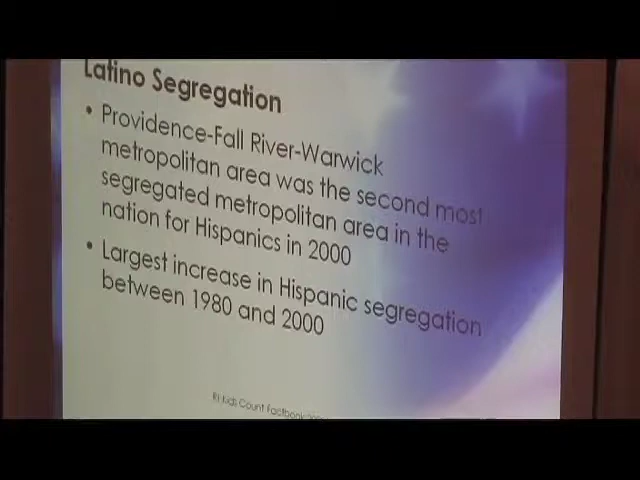 Latino Segregation
• Providence-Fall River-Warwick
metropolitan area was the second most
segregated metropolitan area in the
nation for Hispanics in 2000
• Largest increase in Hispanic segregation
between 1980 and 2000
RI Kids Count Factbook